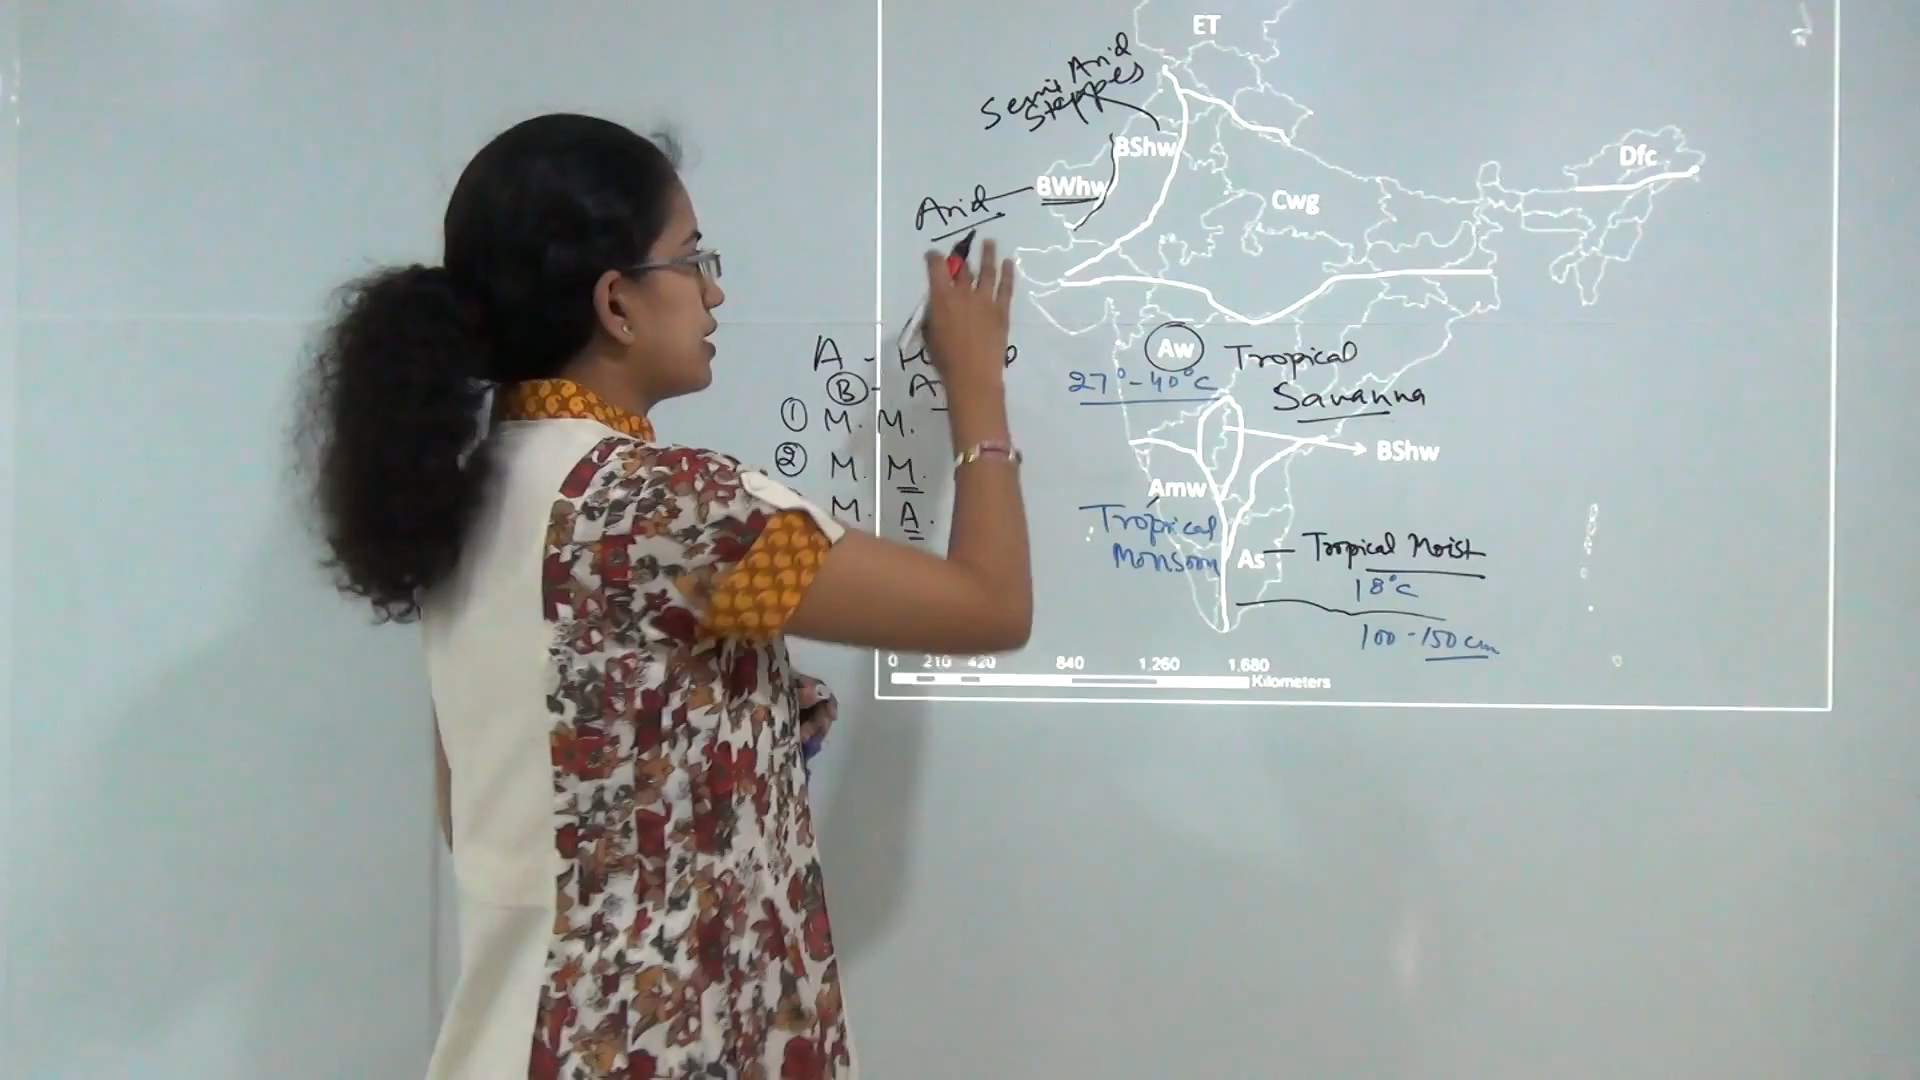 ET
Semi Arid
Steppes
BShw
Dfc
Arid
BWhw
Cwg
A -
B - A
Aw
Tropical
Savanna
27° - 40°C
① M. M.
② M. M.
M. A.
BShw
Amw
Tropical
Monsoon
As
Tropical Moist
18°C
100 - 150 cm
0 210 420 840 1.260 1.680
Kilometers